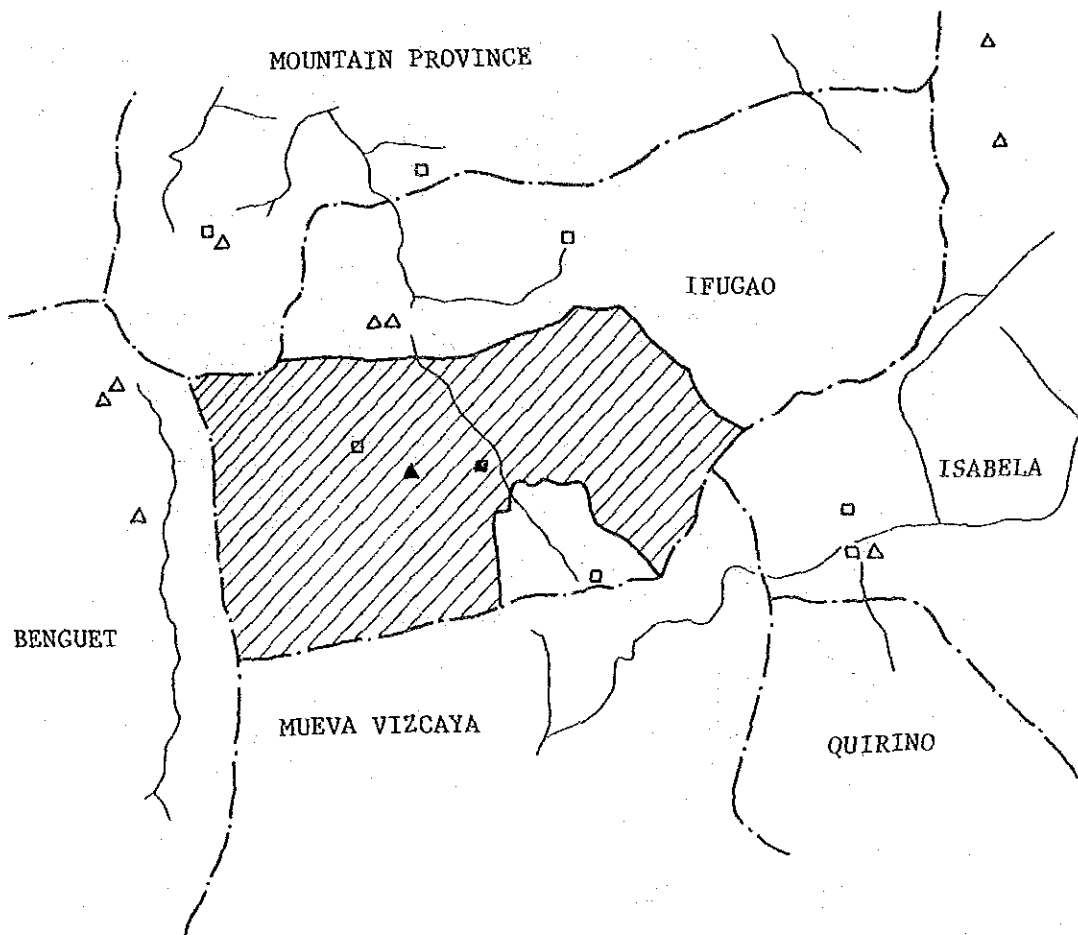 MOUNTAIN PROVINCE
IFUGAO
ISABELA
BENGUET
MUEVA VIZCAYA
QUIRINO